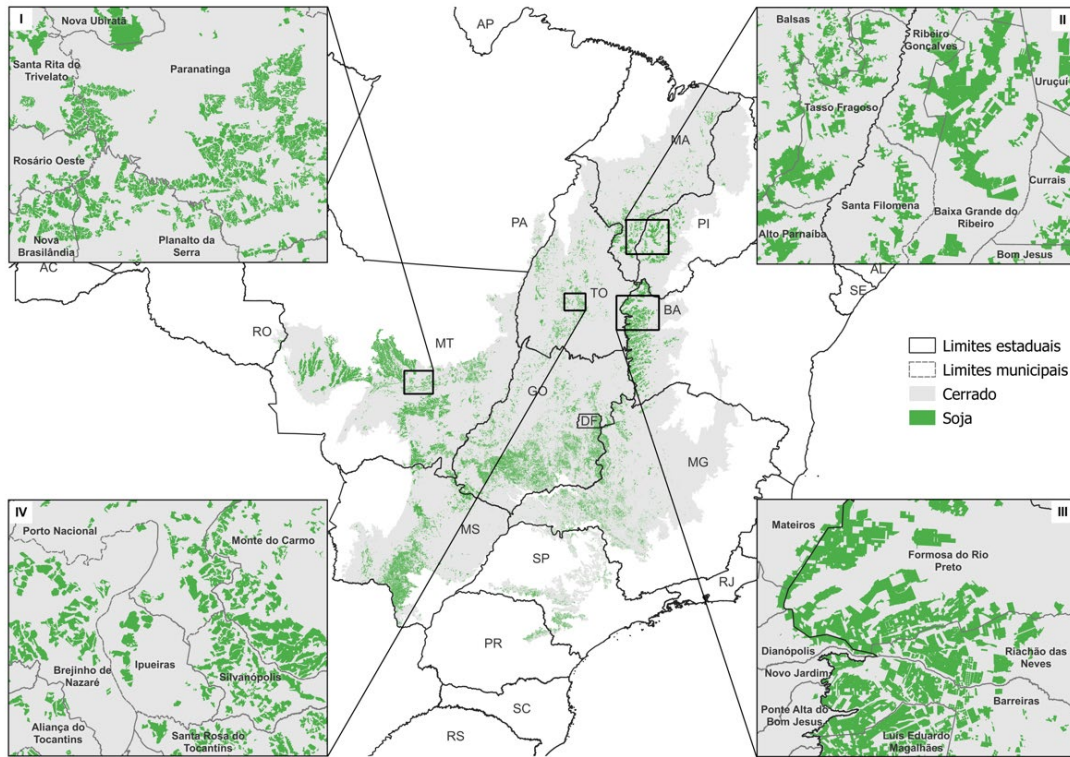 I
Nova Ubiratã
Santa Rita do
Trivelato
Paranatinga
Rosário Oeste
Nova
Brasilândia
Planalto da
Serra
II
Balsas
Ribeiro
Gonçalves
Uruçuí
Tasso Fragoso
Currais
Santa Filomena
Baixa Grande do
Ribeiro
Alto Parnaíba
Bom Jesus
AP
MA
PA
PI
AC
AL
SE
TO
BA
RO
MT
GO
DF
MG
MS
SP
RJ
PR
SC
RS
Limites estaduais
Limites municipais
Cerrado
Soja
IV
Porto Nacional
Monte do Carmo
Brejinho de
Nazaré
Ipueiras
Silvanópolis
Aliança do
Tocantins
Santa Rosa do
Tocantins
III
Mateiros
Formosa do Rio
Preto
Dianópolis
Riachão das
Neves
Novo Jardim
Barreiras
Ponte Alta do
Bom Jesus
Luís Eduardo
Magalhães